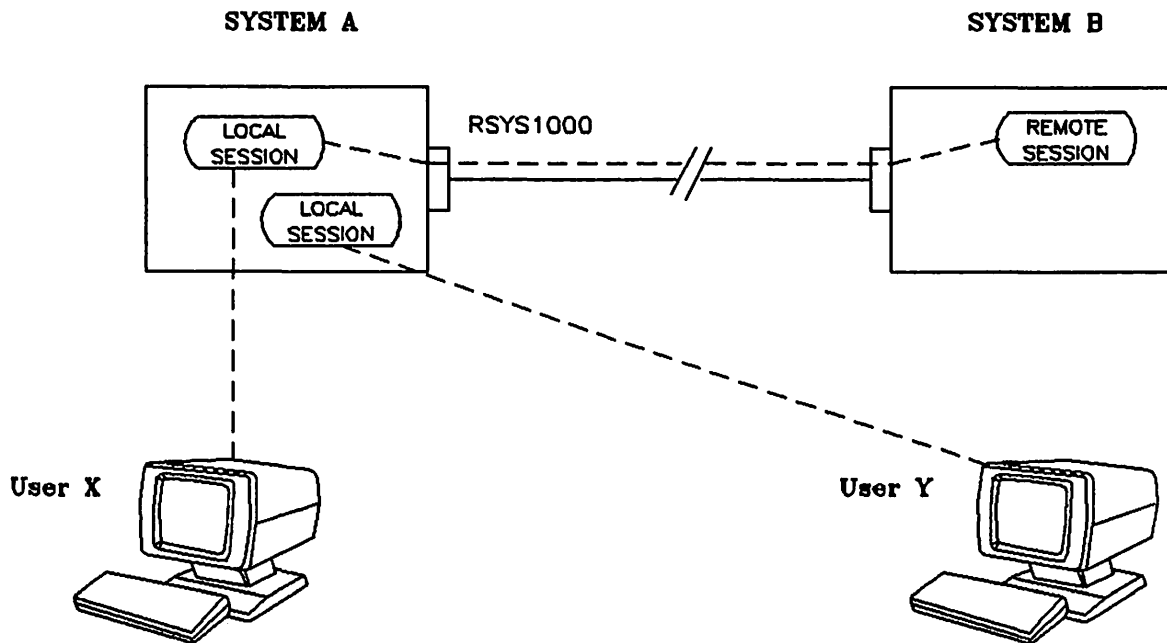 SYSTEM A
SYSTEM B
LOCAL
SESSION
RSYS1000
REMOTE
SESSION
LOCAL
SESSION
User X
User Y